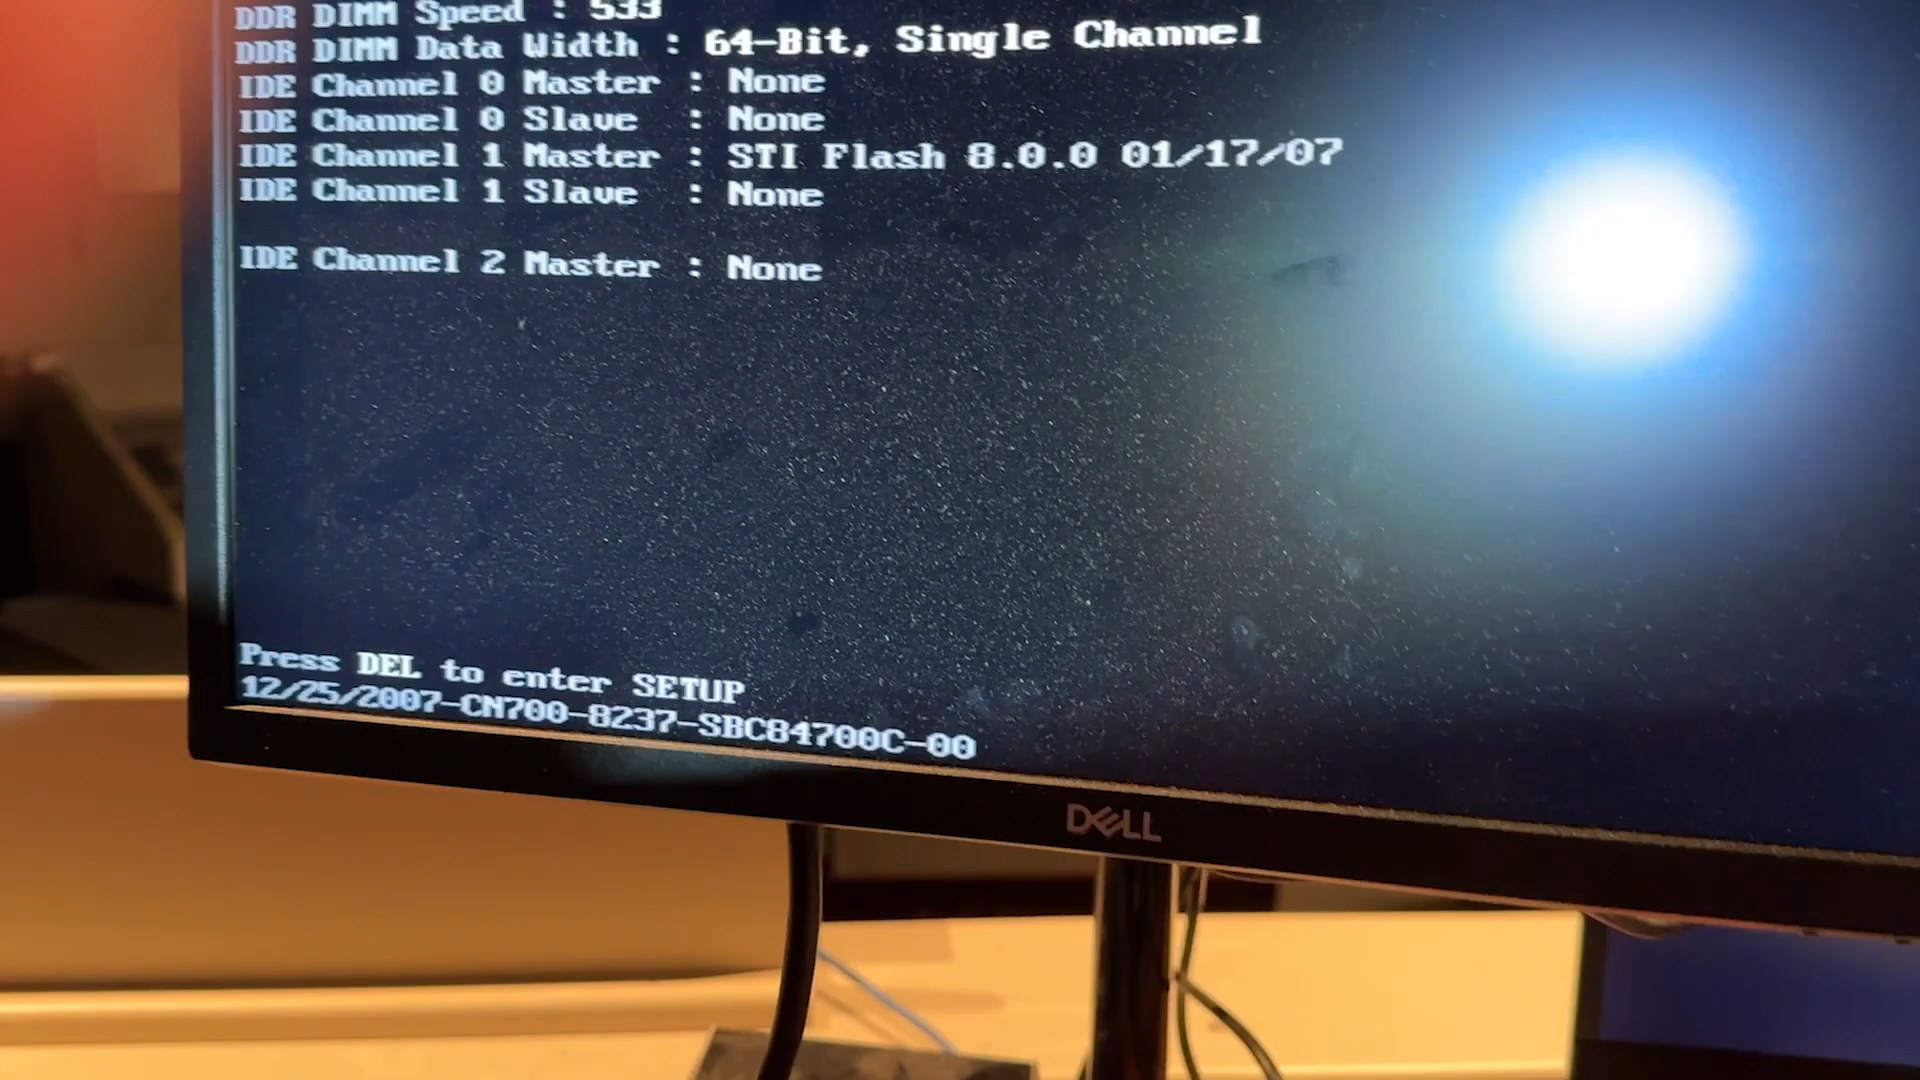 DDR DIMM Speed : 533
DDR DIMM Data Width : 64-Bit, Single Channel
IDE Channel 0 Master : None
IDE Channel 0 Slave : None
IDE Channel 1 Master : STI Flash 8.0.0 01/17/07
IDE Channel 1 Slave : None
IDE Channel 2 Master : None
Press DEL to enter SETUP
12/25/2007-CN700-8237-SBC84700C-00
DELL